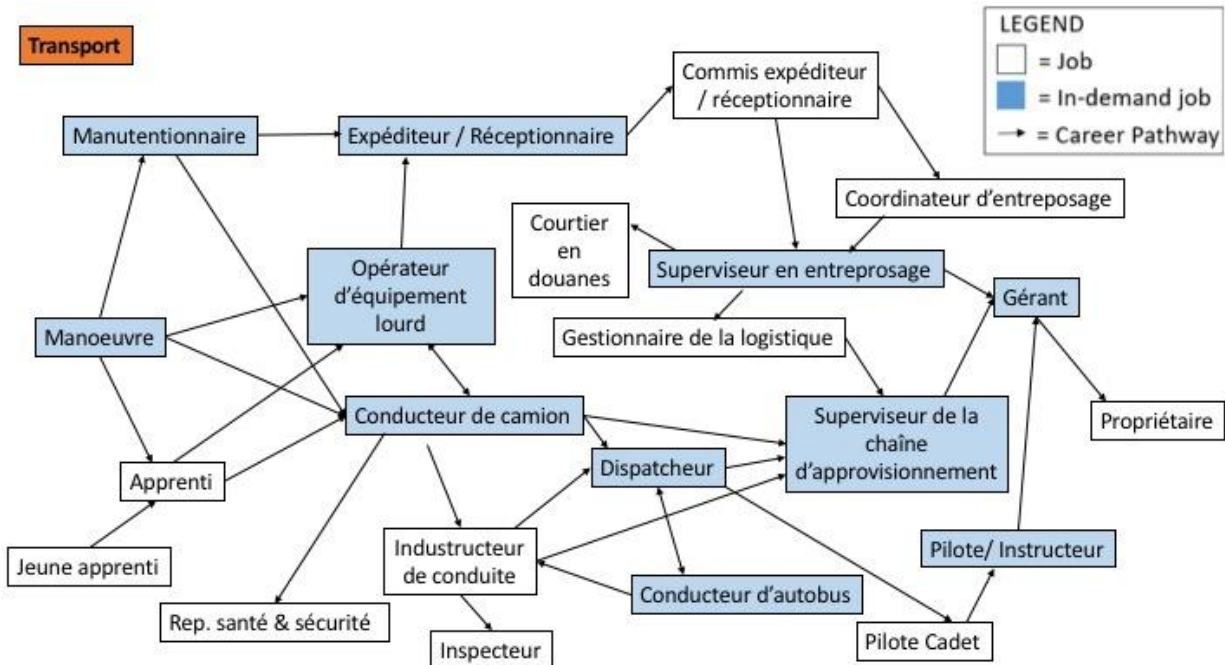 Transport
LEGEND
= Job
= In-demand job
= Career Pathway
Commis expéditeur
/ réceptionnaire
Manutentionnaire
Expéditeur / Réceptionnaire
Coordinateur d'entreposage
Courtier
en
douanes
Opérateur
d'équipement
lourd
Superviseur en entreprosage
Gérant
Manoeuvre
Gestionnaire de la logistique
Conducteur de camion
Superviseur de la
chaîne
d'approvisionnement
Propriétaire
Dispatcheur
Apprenti
Jeune apprenti
Industructeur
de conduite
Pilote/ Instructeur
Conducteur d'autobus
Rep. santé & sécurité
Inspecteur
Pilote Cadet